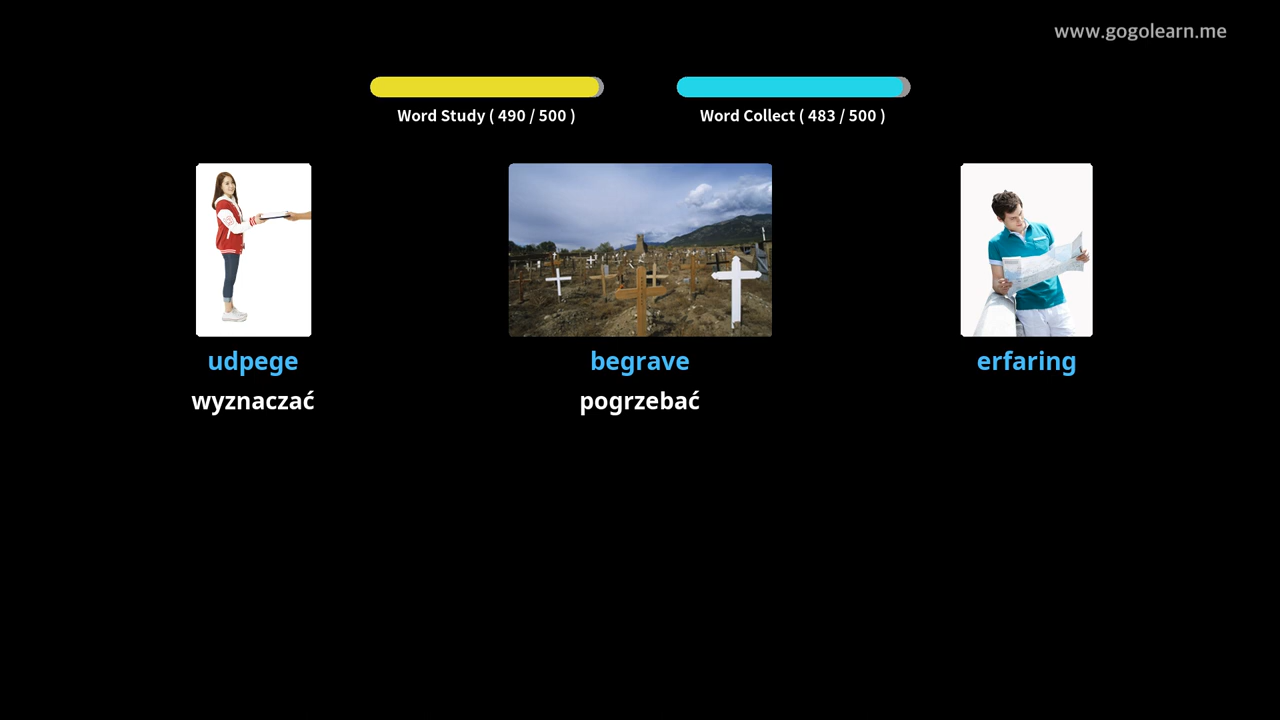 www.gogolearn.me
Word Study ( 490 / 500 )
Word Collect ( 483 / 500 )
udpege
begrave
erfaring
wyznaczać
pogrzebać